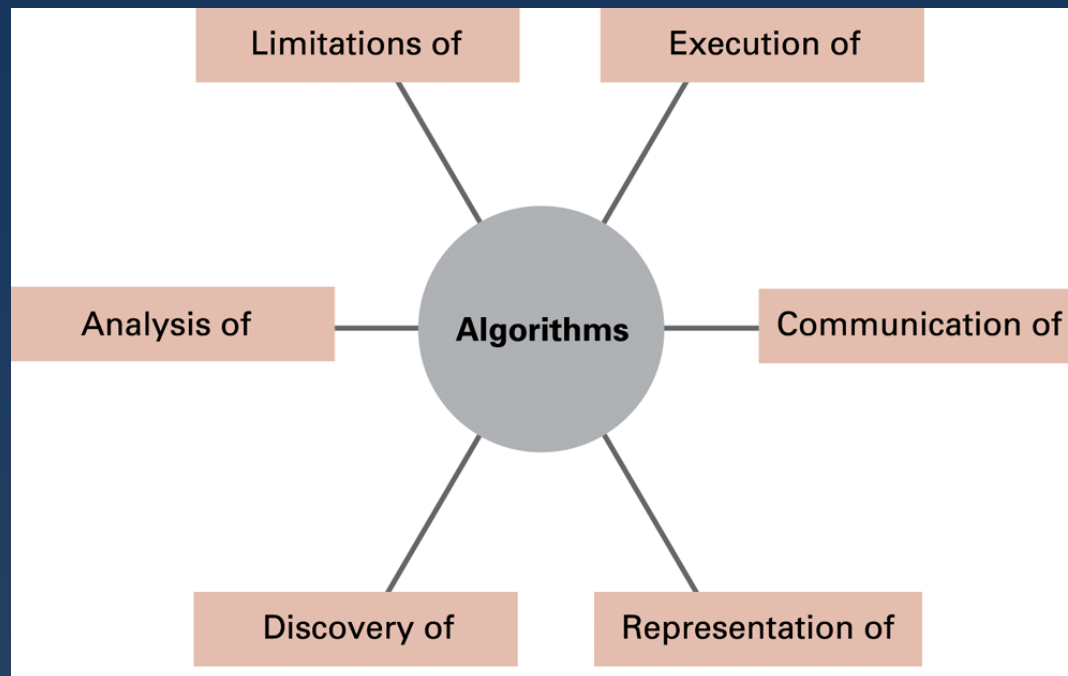 Limitations of
Execution of
Analysis of
Algorithms
Communication of
Discovery of
Representation of